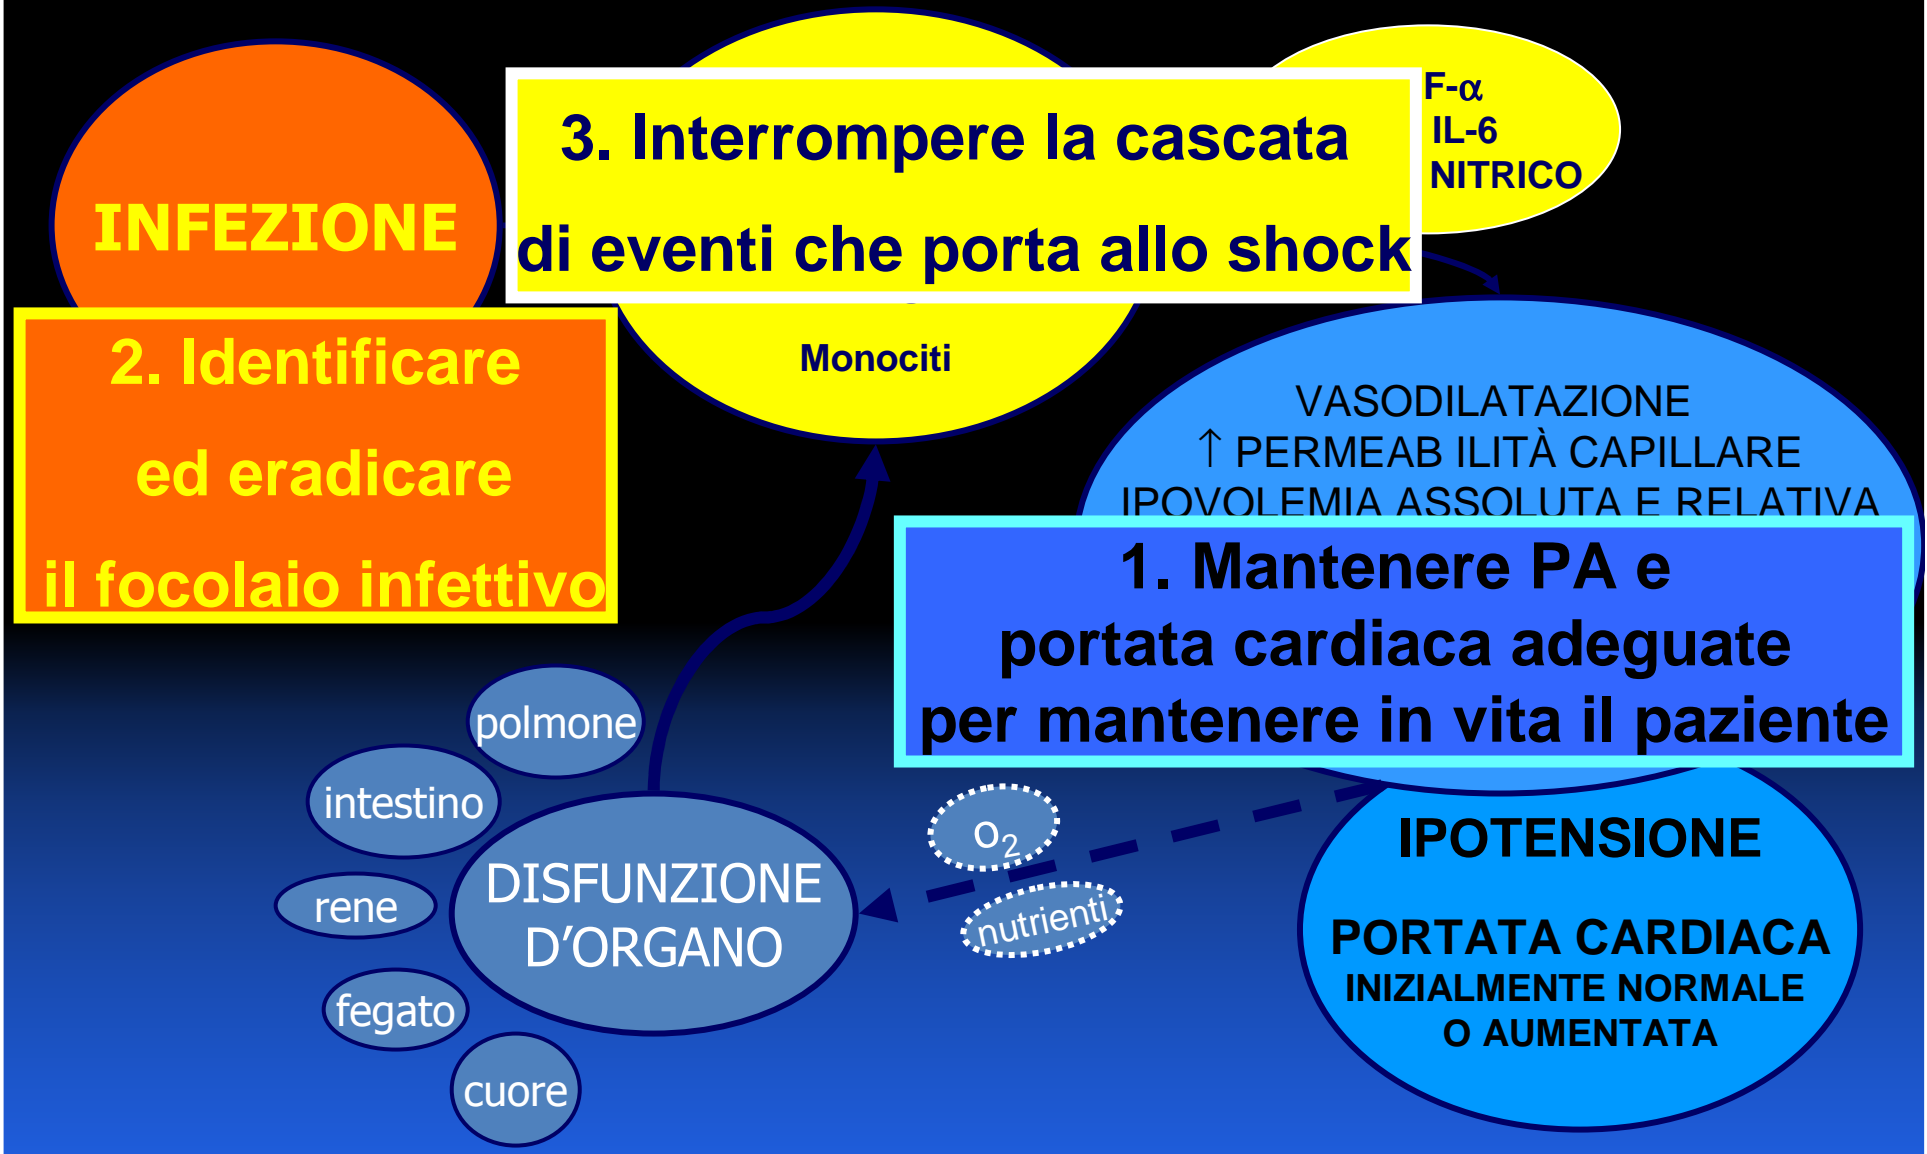 INFEZIONE
3. Interrompere la cascata
di eventi che porta allo shock
Monociti
F-α
IL-6
NITRICO
2. Identificare
ed eradicare
il focolaio infettivo
VASODILATAZIONE
↑ PERMEAB ILITÀ CAPILLARE
IPOVOLEMIA ASSOLUTA E RELATIVA
1. Mantenere PA e
portata cardiaca adeguate
per mantenere in vita il paziente
polmone
intestino
rene
fegato
cuore
DISFUNZIONE
D’ORGANO
O₂
nutrienti
IPOTENSIONE
PORTATA CARDIACA
INIZIALMENTE NORMALE
O AUMENTATA